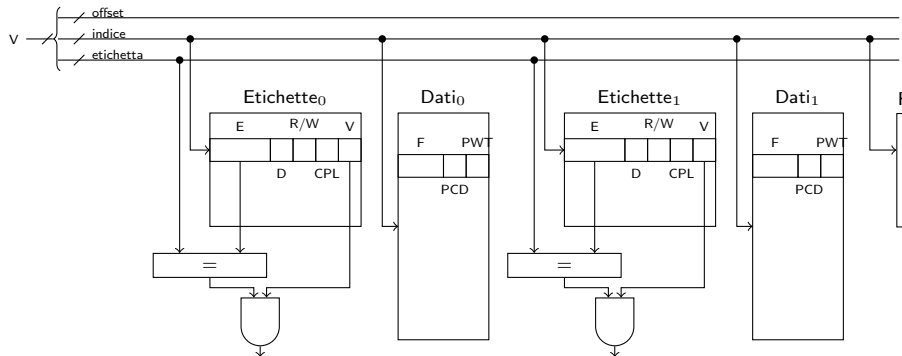 offset
V indice
etichetta
Etichette₀ Dati₀ Etichette₁ Dati₁
E R/W V F PWT E R/W V F PWT
D CPL PCD D CPL PCD
= =